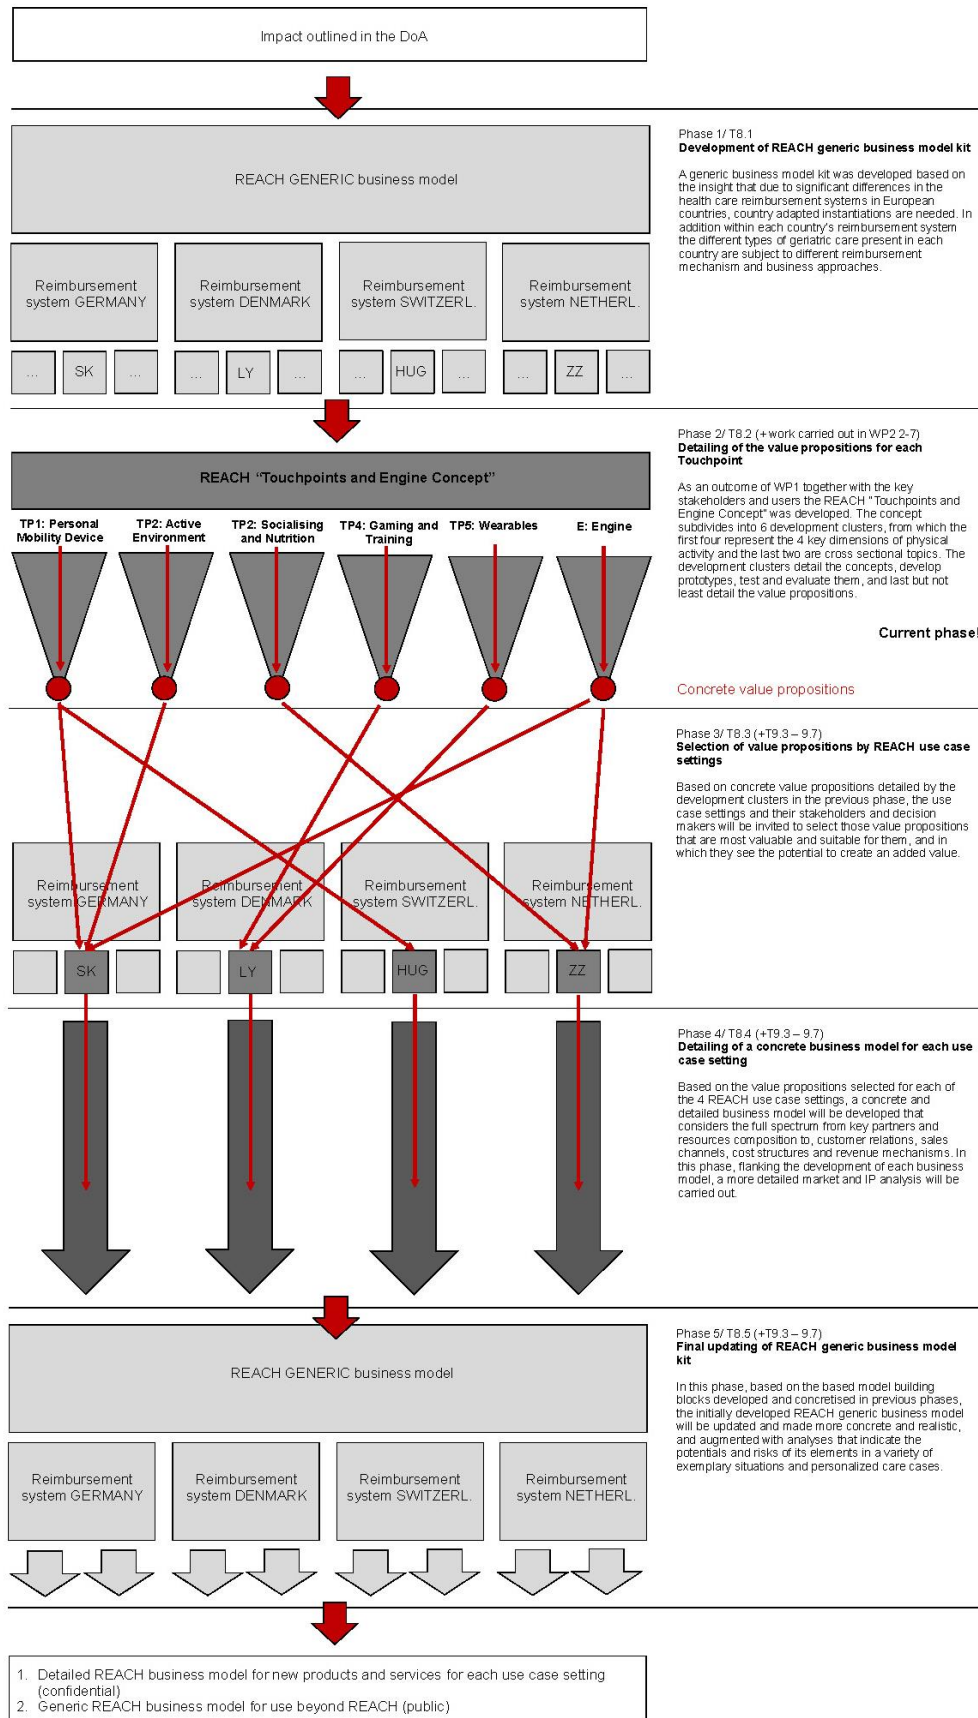 Impact outlined in the DoA
Phase 1/ T8.1
Development of REACH generic business model kit
A generic business model kit was developed based on
the insight that due to significant differences in the
health care reimbursement systems in European
countries, country adapted instantiations are needed. In
addition within each country's reimbursement system
the different types of geriatric care present in each
country are subject to different reimbursement
mechanism and business approaches.
REACH GENERIC business model
Reimbursement
system GERMANY
Reimbursement
system DENMARK
Reimbursement
system SWITZERL.
Reimbursement
system NETHERL.
... SK ... ... LY ... ... HUG ... ... ZZ ...
Phase 2/ T8.2 (+work carried out in WP2 2-7)
Detailing of the value propositions for each
Touchpoint
As an outcome of WP1 together with the key
stakeholders and users the REACH "Touchpoints and
Engine Concept" was developed. The concept
subdivides into 6 development clusters, from which the
first four represent the 4 key dimensions of physical
activity and the last two are cross sectional topics. The
development clusters detail the concepts, develop
prototypes, test and evaluate them, and last but not
least detail the value propositions.
Current phase!
Concrete value propositions
REACH "Touchpoints and Engine Concept"
TP1: Personal
Mobility Device
TP2: Active
Environment
TP2: Socialising
and Nutrition
TP4: Gaming and
Training
TP5: Wearables
E: Engine
Phase 3/ T8.3 (+T9.3 – 9.7)
Selection of value propositions by REACH use case
settings
Based on concrete value propositions detailed by the
development clusters in the previous phase, the use
case settings and their stakeholders and decision
makers will be invited to select those value propositions
that are most valuable and suitable for them, and in
which they see the potential to create an added value.
Reimbursement
system GERMANY
Reimbursement
system DENMARK
Reimbursement
system SWITZERL.
Reimbursement
system NETHERL.
SK LY HUG ZZ
Phase 4/ T8.4 (+T9.3 – 9.7)
Detailing of a concrete business model for each use
case setting
Based on the value propositions selected for each of
the 4 REACH use case settings, a concrete and
detailed business model will be developed that
considers the full spectrum from key partners and
resources composition to, customer relations, sales
channels, cost structures and revenue mechanisms. In
this phase, flanking the development of each business
model, a more detailed market and IP analysis will be
carried out.
Phase 5/ T8.5 (+T9.3 – 9.7)
Final updating of REACH generic business model
kit
In this phase, based on the based model building
blocks developed and concretised in previous phases,
the initially developed REACH generic business model
will be updated and made more concrete and realistic,
and augmented with analyses that indicate the
potentials and risks of its elements in a variety of
exemplary situations and personalized care cases.
REACH GENERIC business model
Reimbursement
system GERMANY
Reimbursement
system DENMARK
Reimbursement
system SWITZERL.
Reimbursement
system NETHERL.
1. Detailed REACH business model for new products and services for each use case setting
(confidential)
2. Generic REACH business model for use beyond REACH (public)